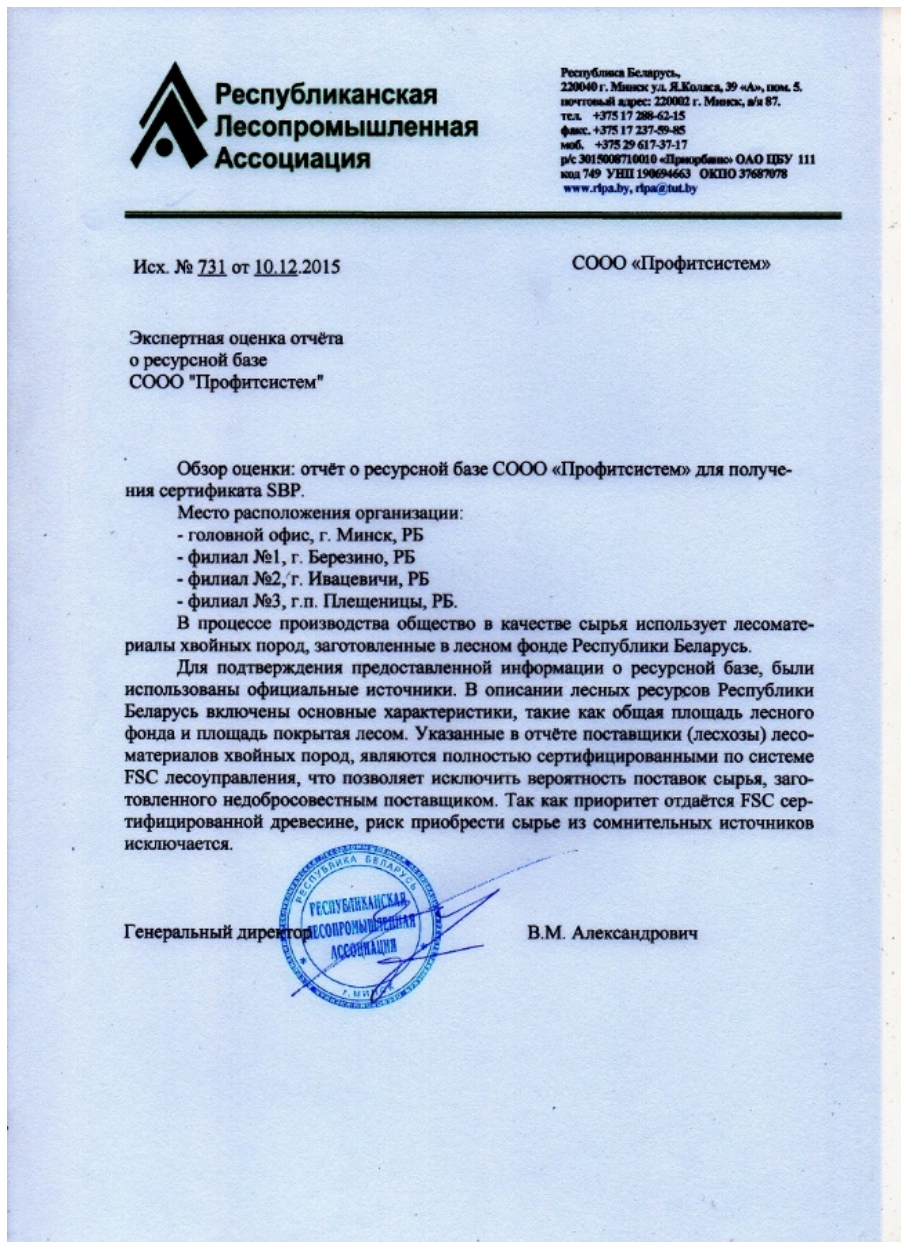 Республиканская
Лесопромышленная
Ассоциация
Республика Беларусь,
220040 г. Минск ул. Я.Коласа, 39 «А», пом. 5.
почтовый адрес: 220002 г. Минск, а/я 87.
тел. +375 17 288-62-15
факс. +375 17 237-59-85
моб. +375 29 617-37-17
р/с 3015008710010 «Приорбанк» ОАО ЦБУ 111
код 749 УНП 190694663 ОКПО 37687078
www.rlpa.by, rlpa@tut.by
Исх. № 731 от 10.12.2015
СООО «Профитсистем»
Экспертная оценка отчёта
о ресурсной базе
СООО "Профитсистем"
Обзор оценки: отчёт о ресурсной базе СООО «Профитсистем» для получе-
ния сертификата SBP.
Место расположения организации:
- головной офис, г. Минск, РБ
- филиал №1, г. Березино, РБ
- филиал №2, г. Ивацевичи, РБ
- филиал №3, г.п. Плещеницы, РБ.
В процессе производства общество в качестве сырья использует лесомате-
риалы хвойных пород, заготовленные в лесном фонде Республики Беларусь.
Для подтверждения предоставленной информации о ресурсной базе, были
использованы официальные источники. В описании лесных ресурсов Республики
Беларусь включены основные характеристики, такие как общая площадь лесного
фонда и площадь покрытая лесом. Указанные в отчёте поставщики (лесхозы) лесо-
материалов хвойных пород, являются полностью сертифицированными по системе
FSC лесоуправления, что позволяет исключить вероятность поставок сырья, заго-
товленного недобросовестным поставщиком. Так как приоритет отдаётся FSC сер-
тифицированной древесине, риск приобрести сырье из сомнительных источников
исключается.
Генеральный директор
В.М. Александрович
РЕСПУБЛИКА БЕЛАРУСЬ
РЕСПУБЛИКАНСКАЯ
ЛЕСОПРОМЫШЛЕННАЯ
АССОЦИАЦИЯ
г. МИНСК